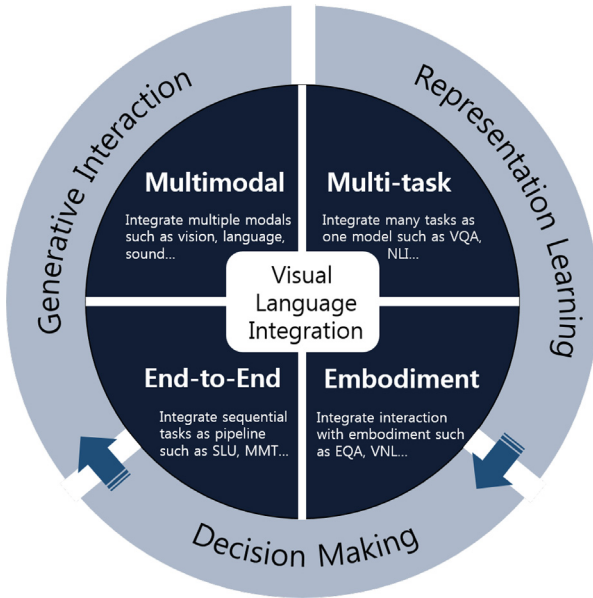 Generative Interaction
Representation Learning
Multimodal
Integrate multiple modals
such as vision, language,
sound...
Multi-task
Integrate many tasks as
one model such as VQA,
NLI...
Visual
Language
Integration
End-to-End
Integrate sequential
tasks as pipeline
such as SLU, MMT...
Embodiment
Integrate interaction
with embodiment such
as EQA, VNL...
Decision Making